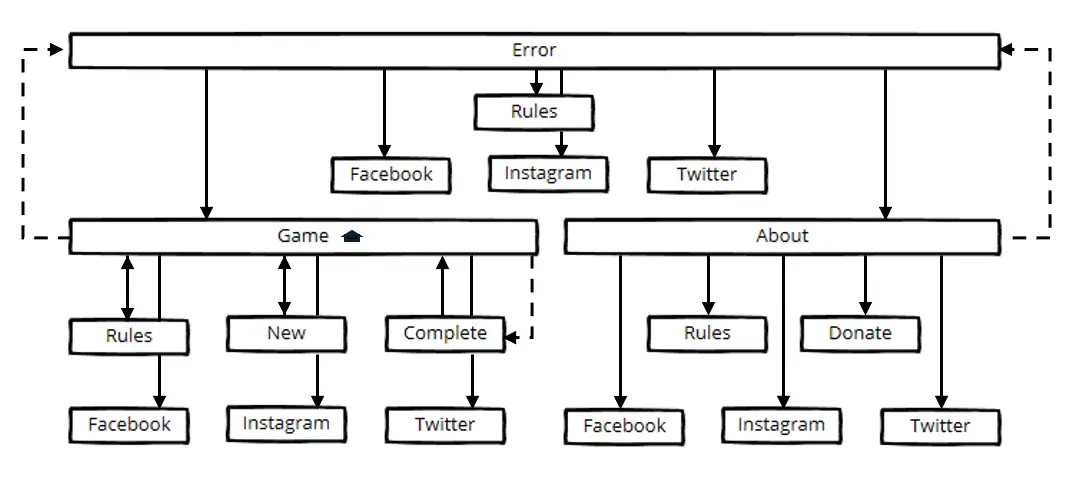 Error
Rules
Facebook
Instagram
Twitter
Game
About
Rules
New
Complete
Rules
Donate
Facebook
Instagram
Twitter
Facebook
Instagram
Twitter